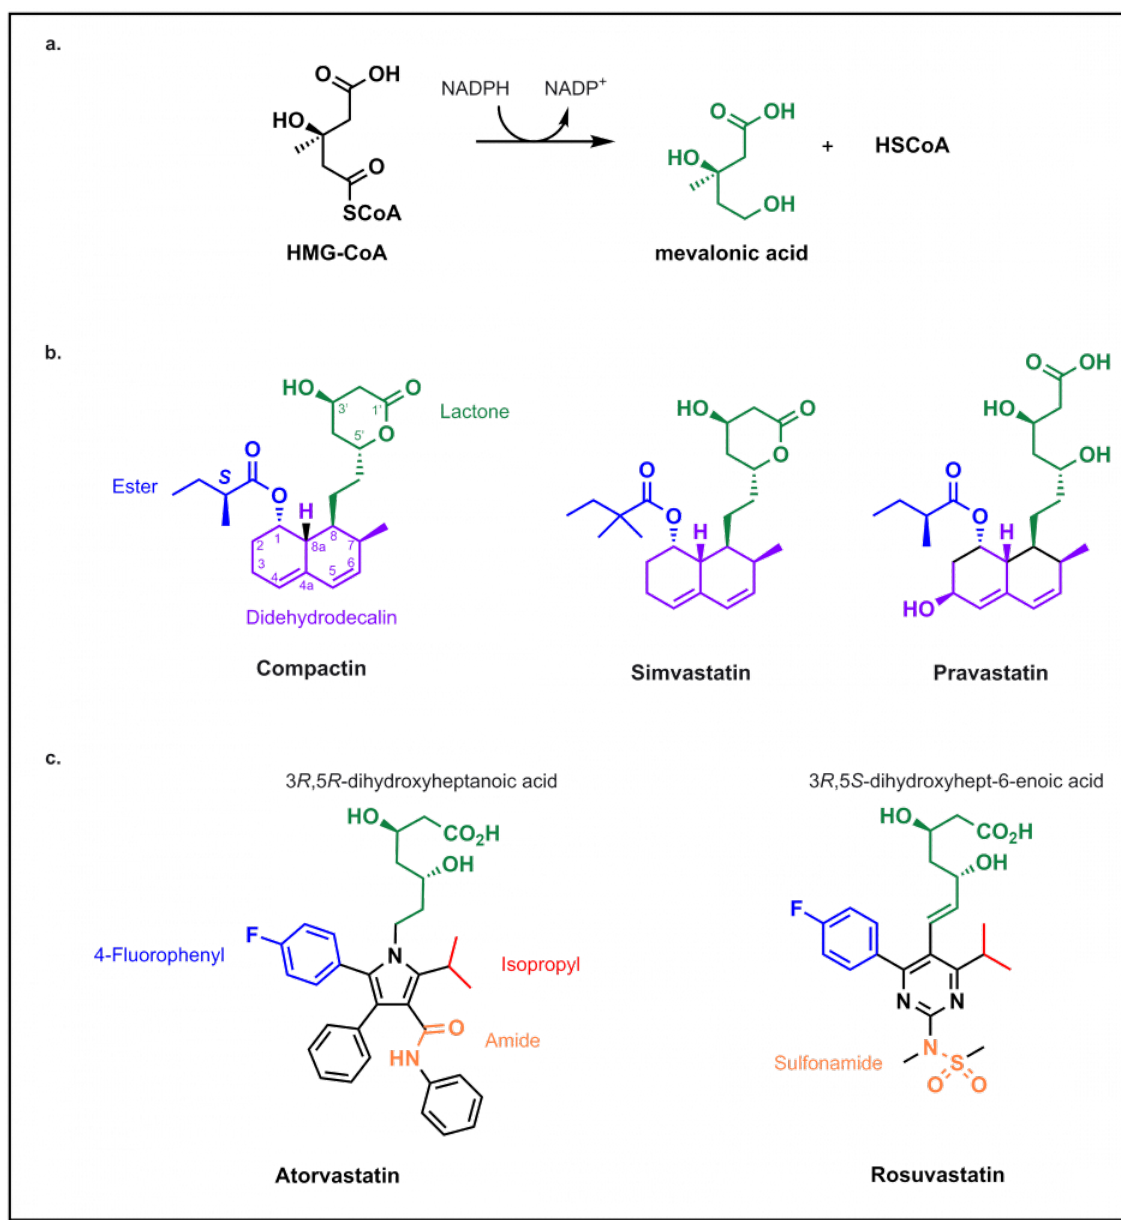 a.
O
OH
HO
O
SCoA
HMG-CoA
NADPH
NADP+
O
OH
HO
OH
mevalonic acid
+
HSCoA
b.
HO
O
3'
1'
O
5'
Lactone
O
S
O
Ester
H
1
8
2
8a
7
3
6
4
5
4a
Didehydrodecalin
Compactin
HO
O
O
O
O
H
Simvastatin
O
OH
HO
OH
O
O
H
HO
Pravastatin
c.
3R,5R-dihydroxyheptanoic acid
HO
CO2H
OH
F
4-Fluorophenyl
N
Isopropyl
O
Amide
HN
Atorvastatin
3R,5S-dihydroxyhept-6-enoic acid
HO
CO2H
OH
F
N
N
N
Sulfonamide
S
O
O
Rosuvastatin